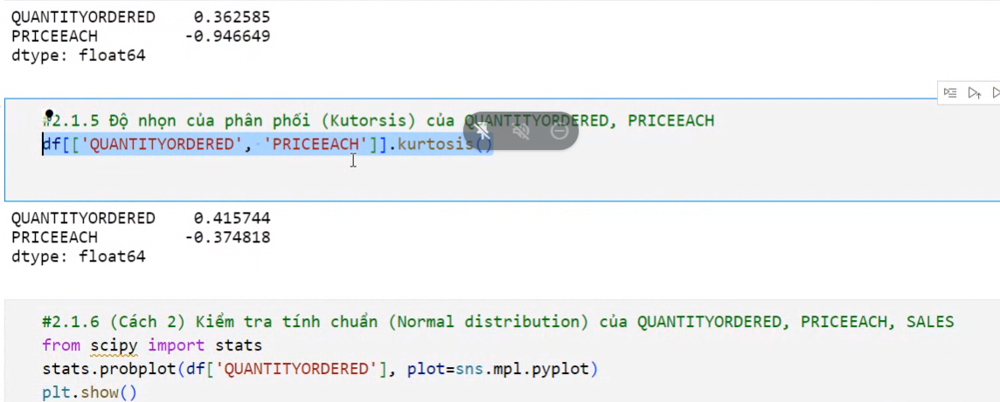 QUANTITYORDERED    0.362585
PRICEEACH         -0.946649
dtype: float64
#2.1.5 Độ nhọn của phân phối (Kutorsis) của QUANTITYORDERED, PRICEEACH
df[['QUANTITYORDERED', 'PRICEEACH']].kurtosis()
QUANTITYORDERED    0.415744
PRICEEACH         -0.374818
dtype: float64
#2.1.6 (Cách 2) Kiểm tra tính chuẩn (Normal distribution) của QUANTITYORDERED, PRICEEACH, SALES
from scipy import stats
stats.probplot(df['QUANTITYORDERED'], plot=sns.mpl.pyplot)
plt.show()